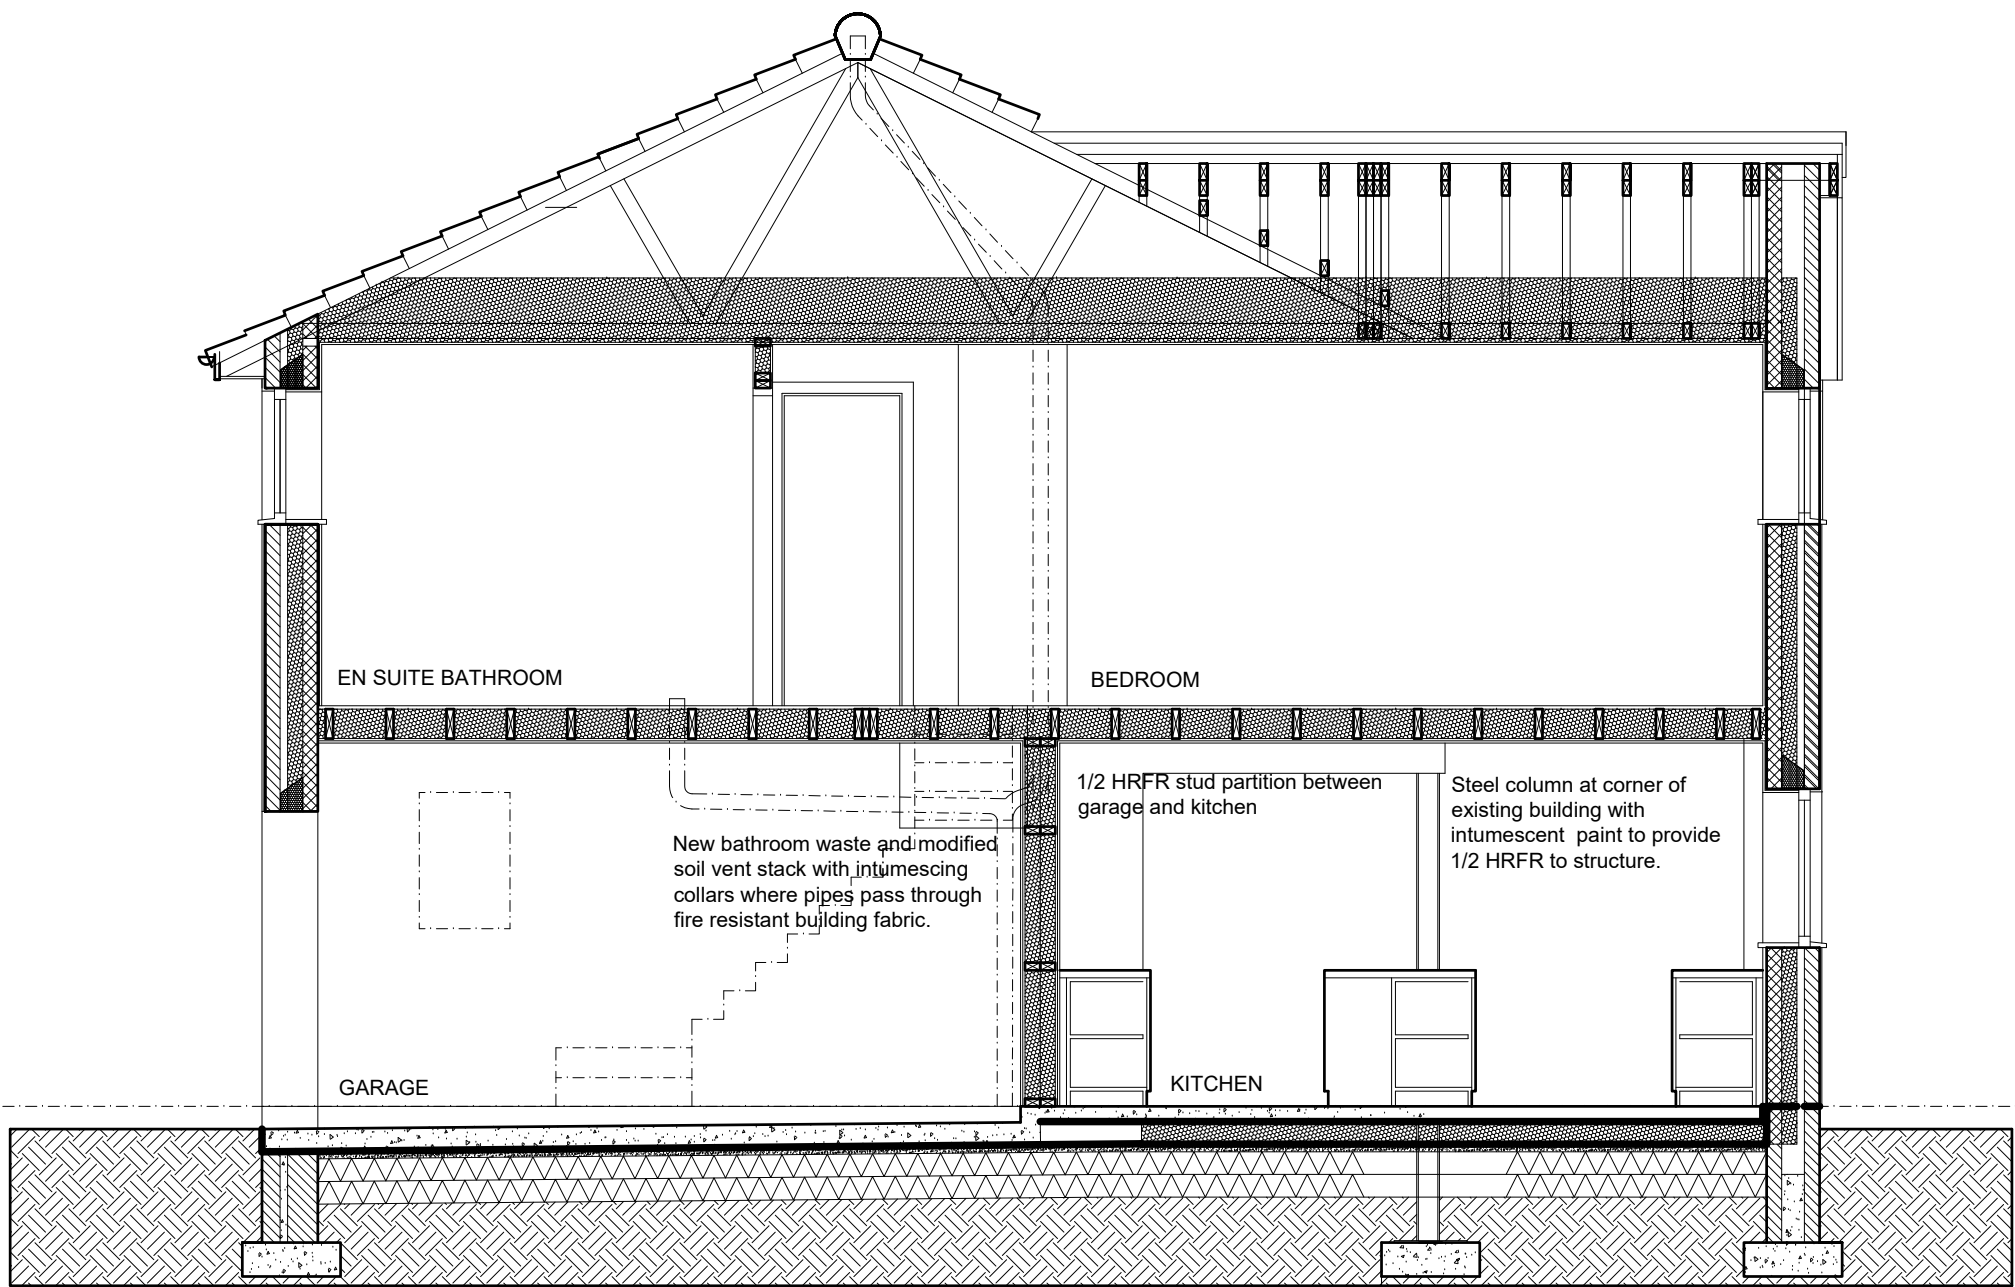 EN SUITE BATHROOM
BEDROOM
1/2 HRFR stud partition between
garage and kitchen
Steel column at corner of
existing building with
intumescent paint to provide
1/2 HRFR to structure.
New bathroom waste and modified
soil vent stack with intumescing
collars where pipes pass through
fire resistant building fabric.
GARAGE
KITCHEN